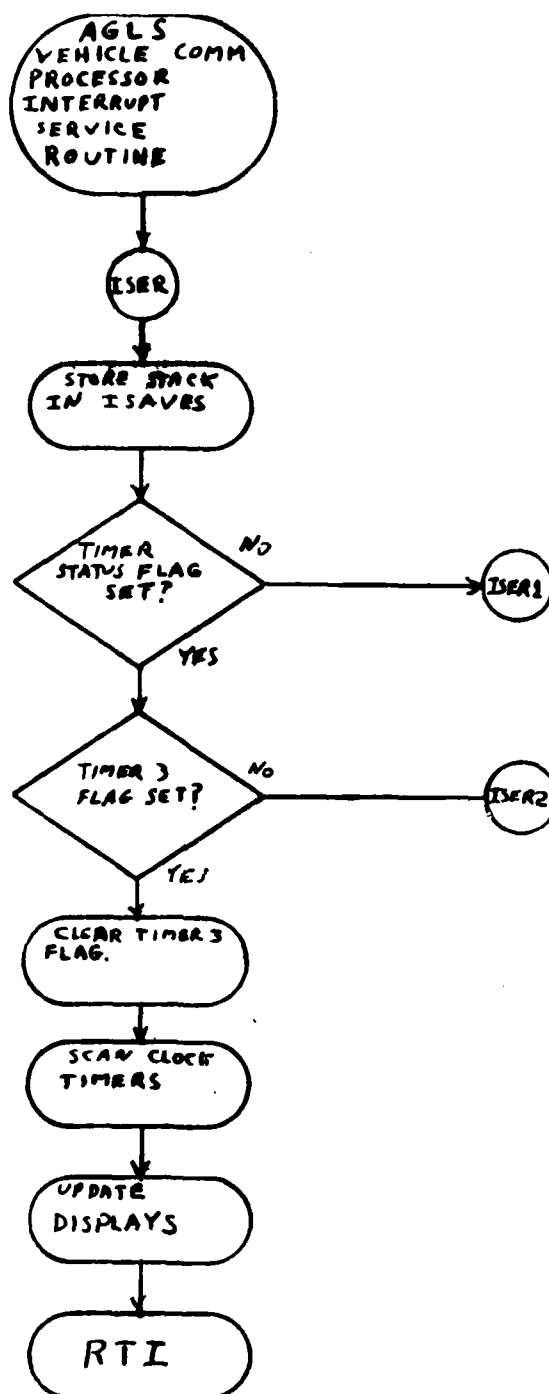 AGLS
VEHICLE COMM
PROCESSOR
INTERRUPT
SERVICE
ROUTINE
ISER
STORE STACK
IN ISAVES
TIMER
STATUS FLAG
SET?
NO
ISER1
YES
TIMER 3
FLAG SET?
NO
ISER2
YES
CLEAR TIMER 3
FLAG.
SCAN CLOCK
TIMERS
UPDATE
DISPLAYS
RTI